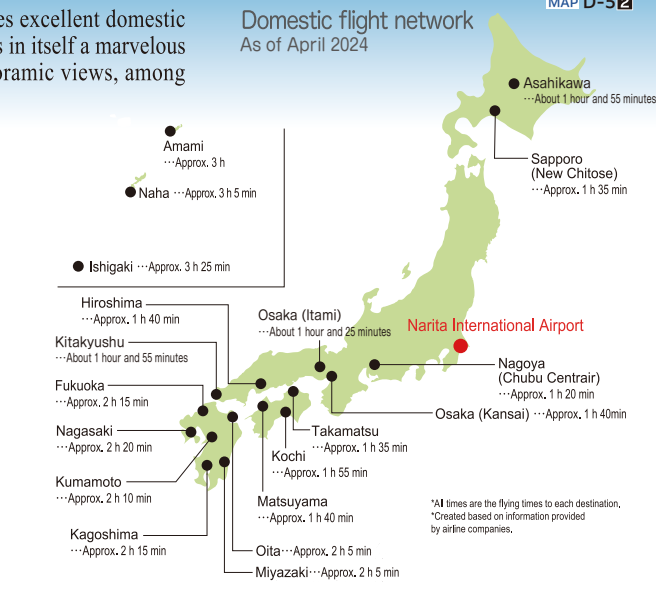 es excellent domestic
s in itself a marvelous
oramic views, among
Domestic flight network
As of April 2024
MAP D-5 2
Asahikawa
…About 1 hour and 55 minutes
Sapporo
(New Chitose)
…Approx. 1 h 35 min
Amami
…Approx. 3 h
Naha …Approx. 3 h 5 min
Ishigaki …Approx. 3 h 25 min
Hiroshima
…Approx. 1 h 40 min
Osaka (Itami)
…About 1 hour and 25 minutes
Narita International Airport
Kitakyushu
…About 1 hour and 55 minutes
Nagoya
(Chubu Centrair)
…Approx. 1 h 20 min
Fukuoka
…Approx. 2 h 15 min
Osaka (Kansai) …Approx. 1 h 40min
Nagasaki
…Approx. 2 h 20 min
Takamatsu
…Approx. 1 h 35 min
Kochi
…Approx. 1 h 55 min
Kumamoto
…Approx. 2 h 10 min
Matsuyama
…Approx. 1 h 40 min
*All times are the flying times to each destination.
*Created based on information provided
by airline companies.
Kagoshima
…Approx. 2 h 15 min
Oita…Approx. 2 h 5 min
Miyazaki…Approx. 2 h 5 min